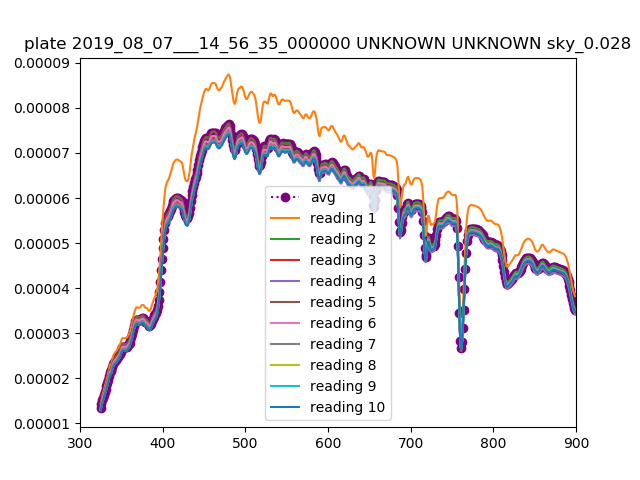 plate 2019_08_07___14_56_35_000000 UNKNOWN UNKNOWN sky_0.028
0.00009
0.00008
0.00007
0.00006
0.00005
0.00004
0.00003
0.00002
0.00001
avg
reading 1
reading 2
reading 3
reading 4
reading 5
reading 6
reading 7
reading 8
reading 9
reading 10
300 400 500 600 700 800 900